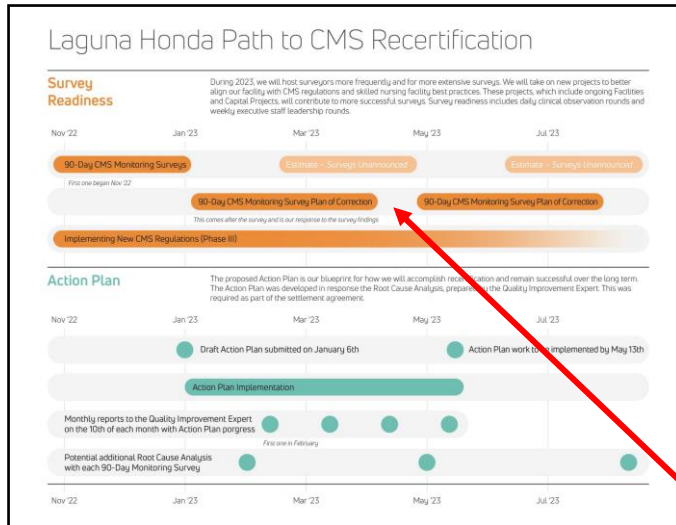 Laguna Honda Path to CMS Recertification
Survey
Readiness
During 2023, we will host surveyors more frequently and for more extensive surveys. We will take on new projects to better
align our facility with CMS regulations and skilled nursing facility best practices. These projects, which include ongoing Facilities
and Capital Projects, will contribute to more successful surveys. Survey readiness includes daily clinical observation rounds and
weekly executive staff leadership rounds.
Nov '22 Jan '23 Mar '23 May '23 Jul '23
90-Day CMS Monitoring Surveys Estimate – Surveys Unannounced Estimate – Surveys Unannounced
First one began Nov '22
90-Day CMS Monitoring Survey Plan of Correction 90-Day CMS Monitoring Survey Plan of Correction
This comes after the survey and is our response to the survey findings
Implementing New CMS Regulations (Phase III)
Action Plan
The proposed Action Plan is our blueprint for how we will accomplish and remain successful over the long term.
The Action Plan was developed in response the Root Cause Analysis, prepared by the Quality Improvement Expert. This was
required as part of the settlement agreement.
Nov '22 Jan '23 Mar '23 May '23 Jul '23
Draft Action Plan submitted on January 6th Action Plan work to be implemented by May 13th
Action Plan Implementation
Monthly reports to the Quality Improvement Expert
on the 10th of each month with Action Plan porgress
First one in February
Potential additional Root Cause Analysis
with each 90-Day Monitoring Survey
Nov '22 Jan '23 Mar '23 May '23 Jul '23